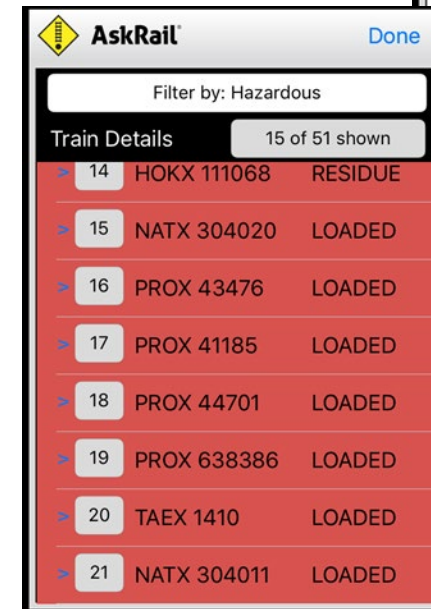 AskRail Done
Filter by: Hazardous
Train Details 15 of 51 shown
> 14 HOKX 111068 RESIDUE
> 15 NATX 304020 LOADED
> 16 PROX 43476 LOADED
> 17 PROX 41185 LOADED
> 18 PROX 44701 LOADED
> 19 PROX 638386 LOADED
> 20 TAEX 1410 LOADED
> 21 NATX 304011 LOADED